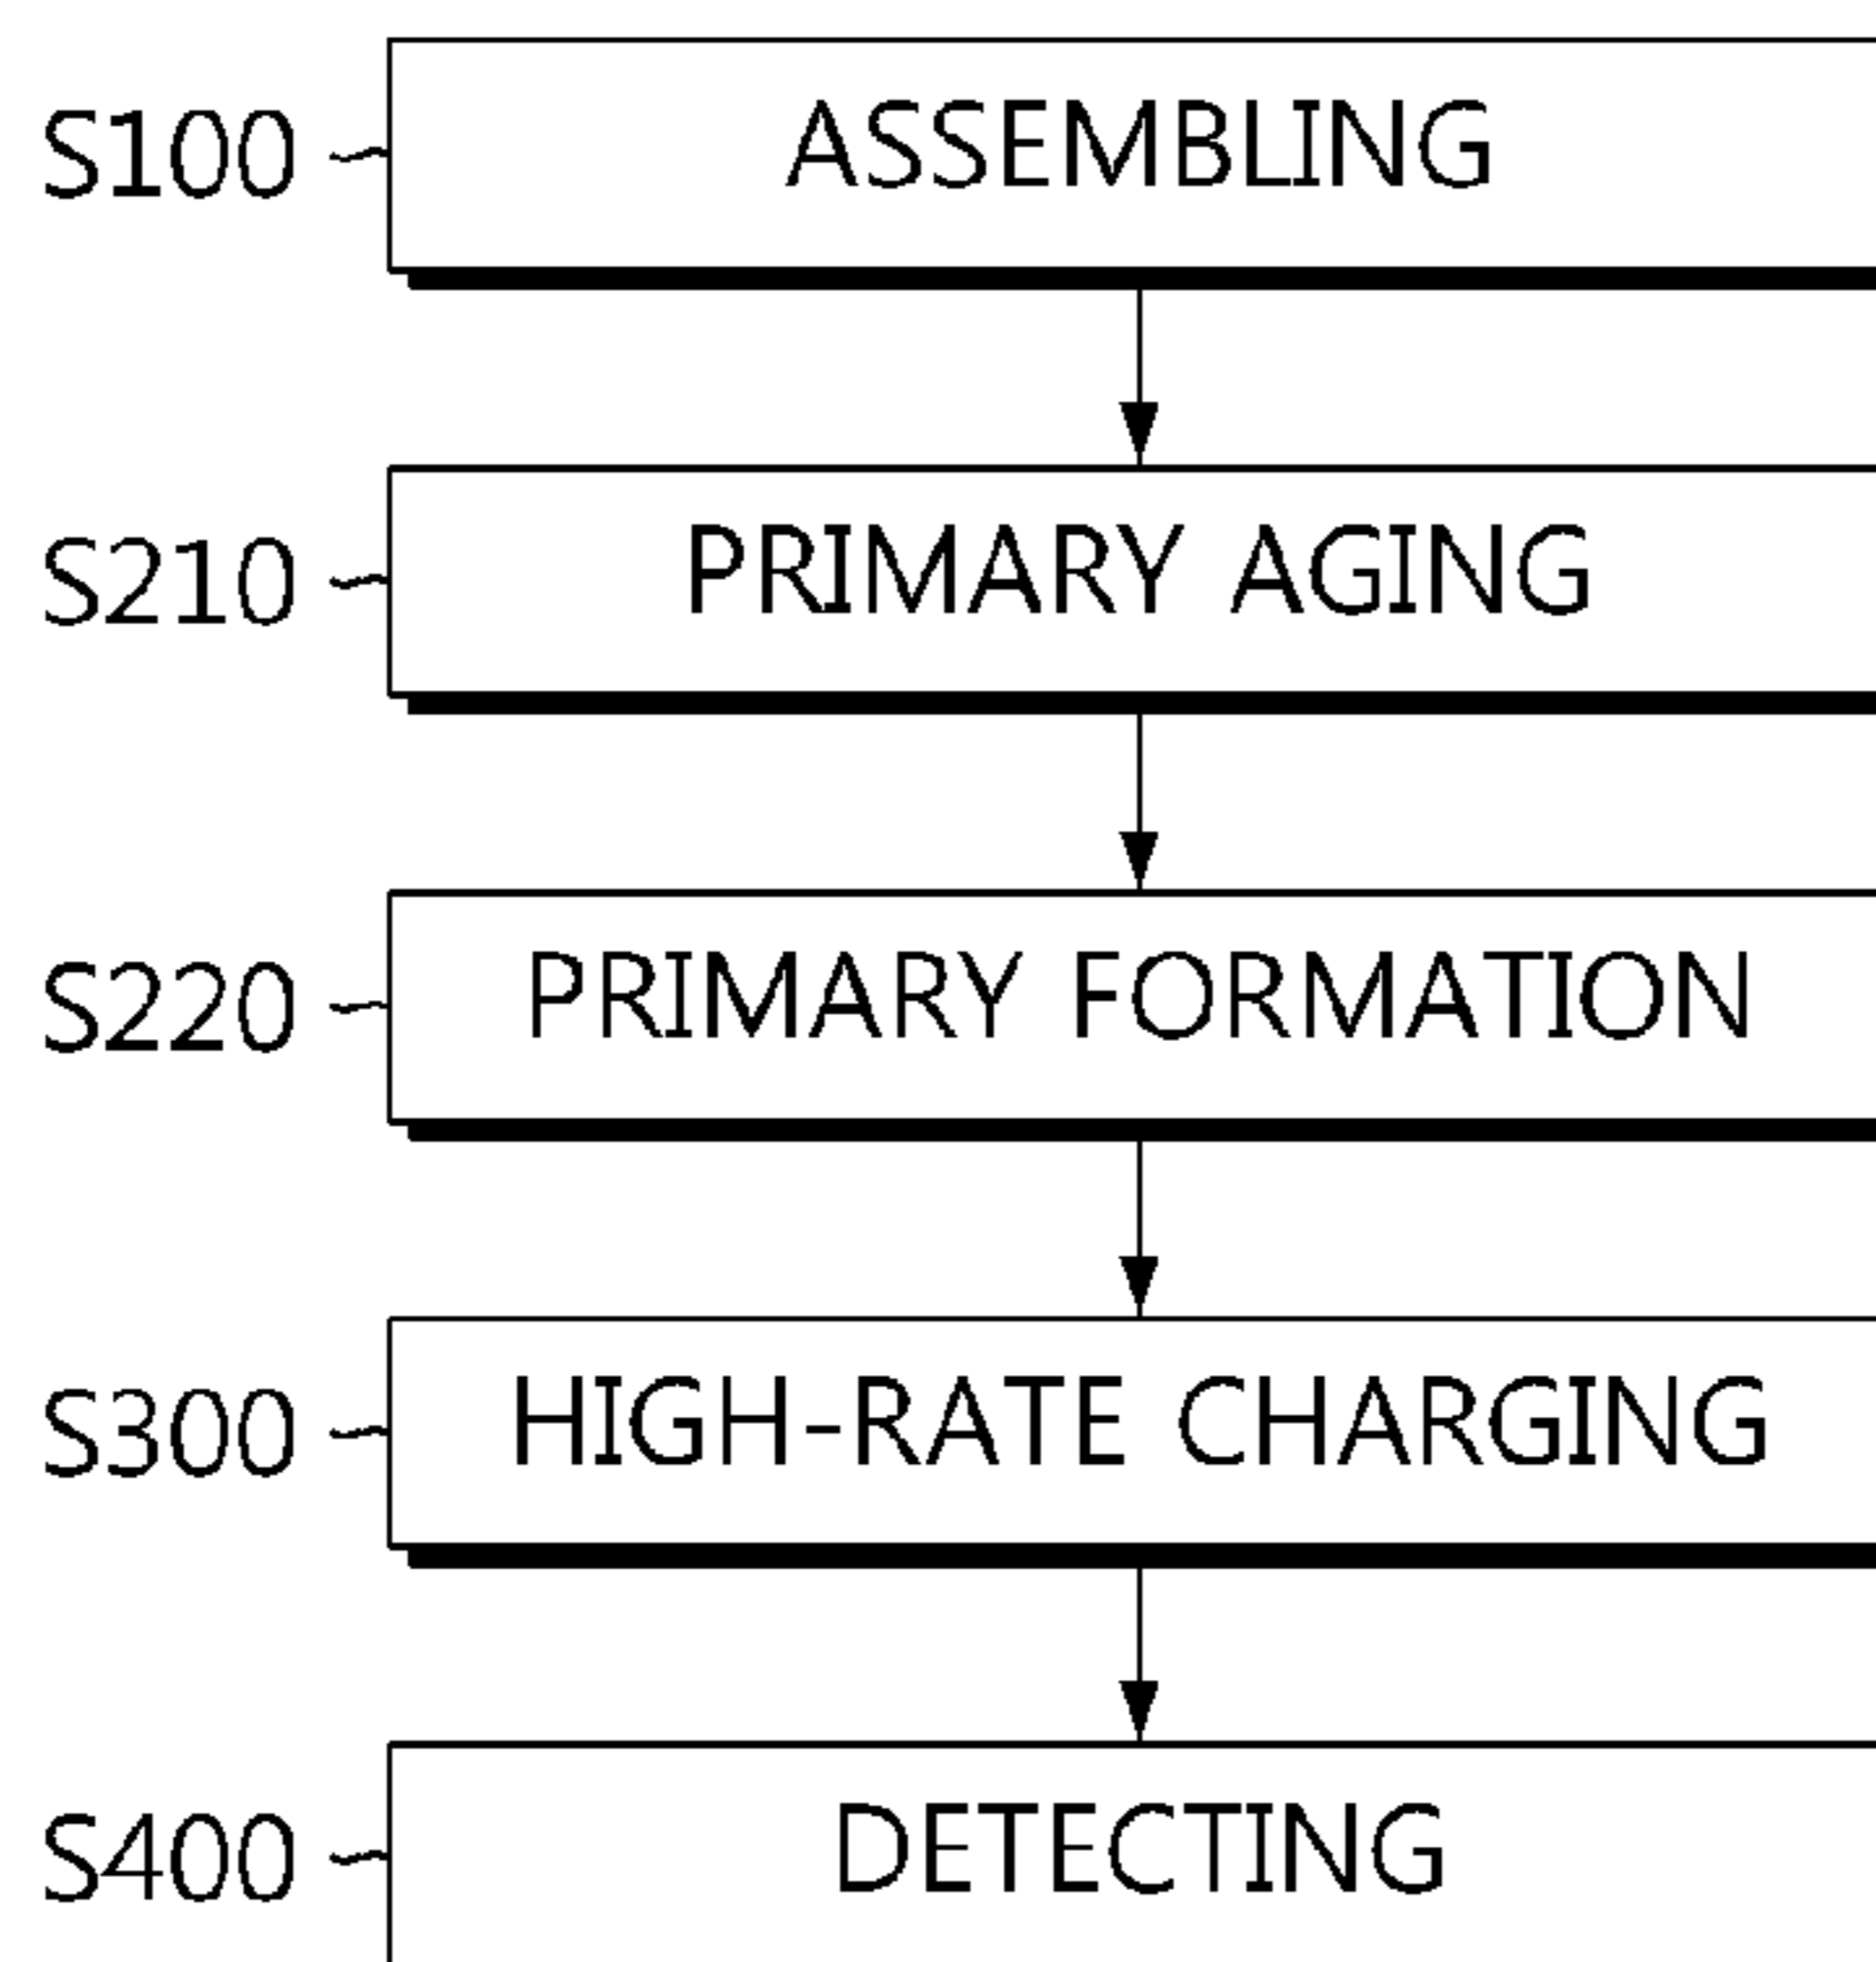 S100 ASSEMBLING
S210 PRIMARY AGING
S220 PRIMARY FORMATION
S300 HIGH-RATE CHARGING
S400 DETECTING